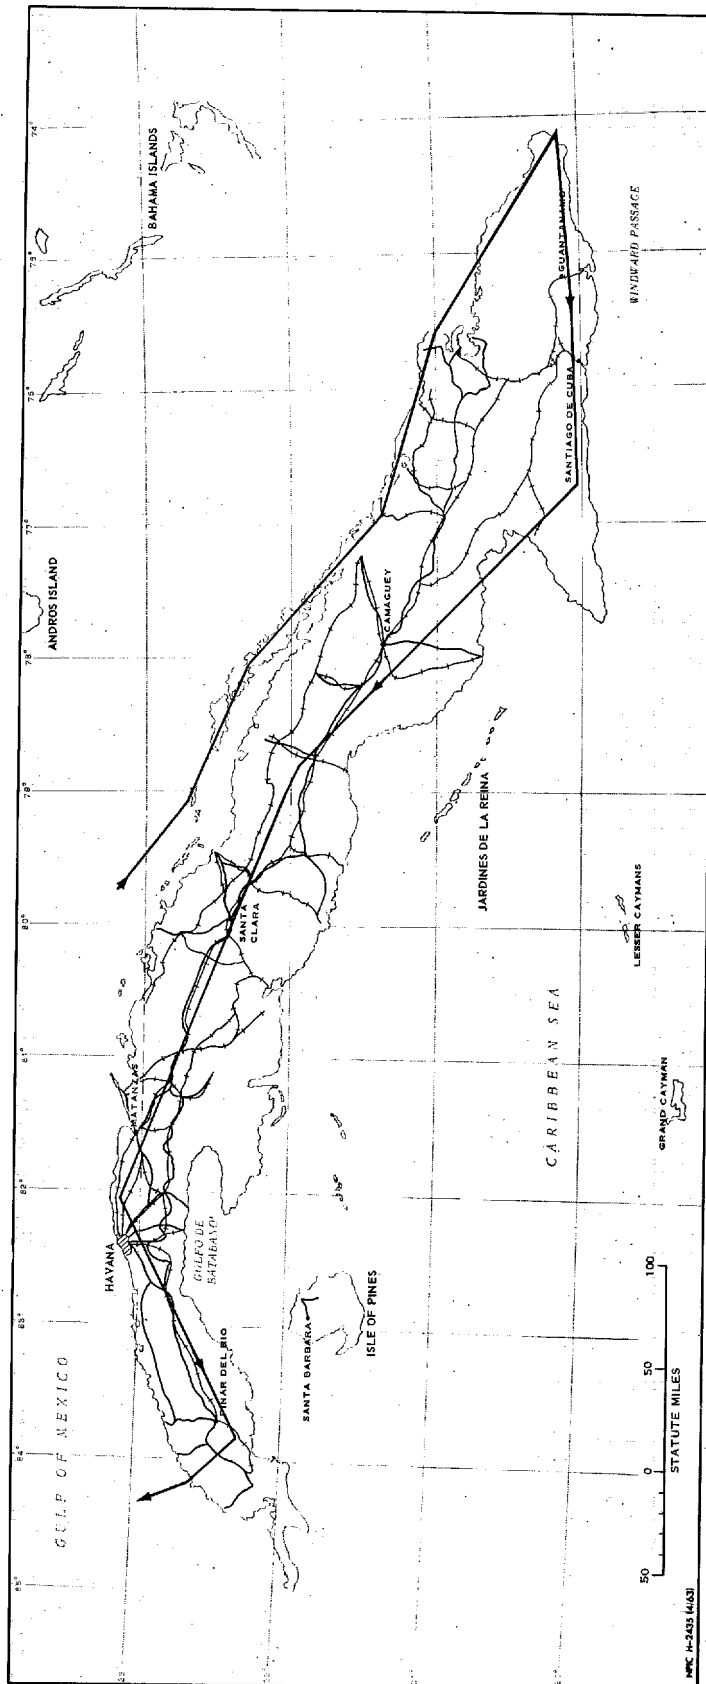 74°
75°
76°
77°
78°
79°
80°
81°
82°
83°
84°
85°
23
BAHAMA ISLANDS
ANDROS ISLAND
GULF OF MEXICO
HAVANA
MATANZAS
PINAR DEL RIO
GULFO DE
BATABANO
SANTA BARBARA
ISLE OF PINES
SANTA
CLARA
CAMAGUEY
SANTIAGO DE CUBA
GUANTANAMO
WINDWARD PASSAGE
JARDINES DE LA REINA
CARIBBEAN SEA
LESSER CAYMANS
GRAND CAYMAN
50 0 50 100
STATUTE MILES
NPIC H-2435 (4/63)